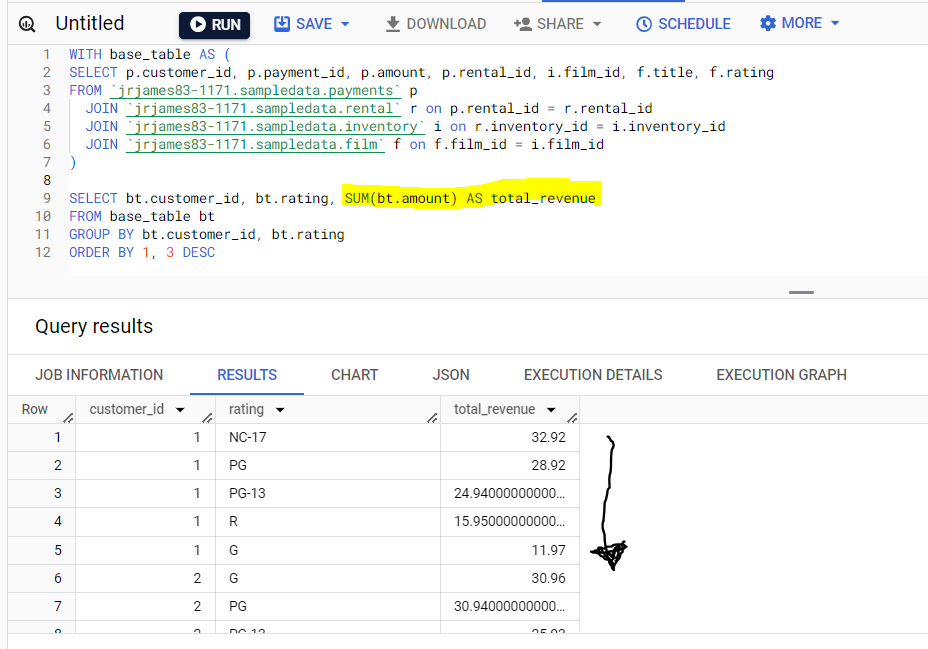 Untitled RUN SAVE DOWNLOAD SHARE SCHEDULE MORE
1 WITH base_table AS (
2 SELECT p.customer_id, p.payment_id, p.amount, p.rental_id, i.film_id, f.title, f.rating
3 FROM `jrjames83-1171.sampledata.payments` p
4 JOIN `jrjames83-1171.sampledata.rental` r on p.rental_id = r.rental_id
5 JOIN `jrjames83-1171.sampledata.inventory` i on r.inventory_id = i.inventory_id
6 JOIN `jrjames83-1171.sampledata.film` f on f.film_id = i.film_id
7 )
8
9 SELECT bt.customer_id, bt.rating, SUM(bt.amount) AS total_revenue
10 FROM base_table bt
11 GROUP BY bt.customer_id, bt.rating
12 ORDER BY 1, 3 DESC
Query results
JOB INFORMATION RESULTS CHART JSON EXECUTION DETAILS EXECUTION GRAPH
Row customer_id rating total_revenue
1 1 NC-17 32.92
2 1 PG 28.92
3 1 PG-13 24.94000000000...
4 1 R 15.95000000000...
5 1 G 11.97
6 2 G 30.96
7 2 PG 30.94000000000...